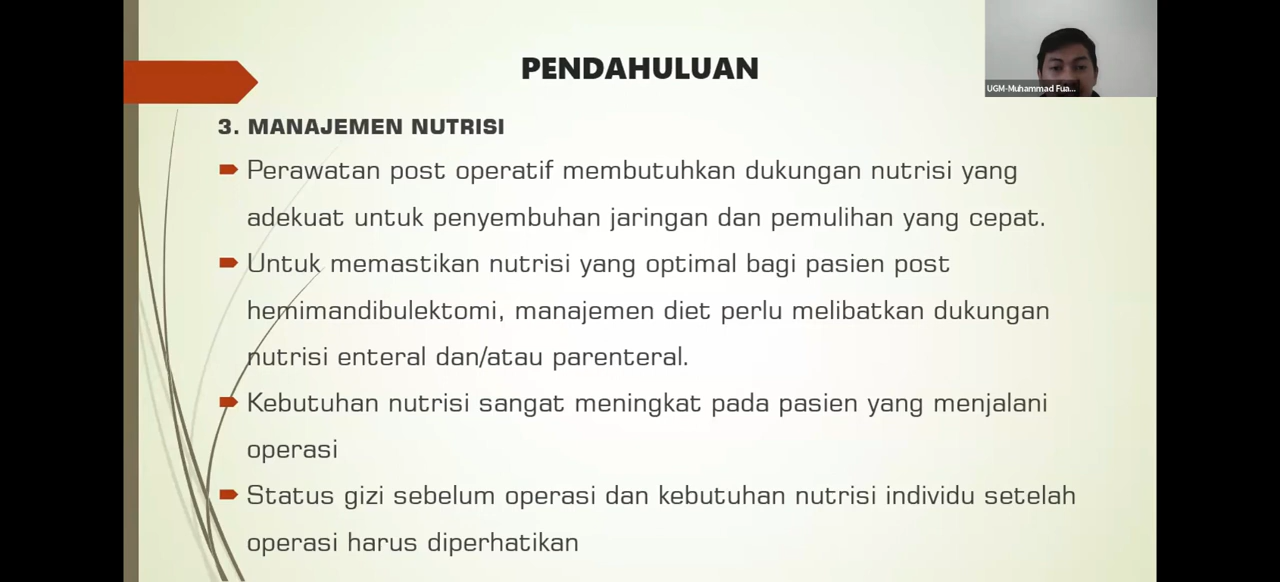 PENDAHULUAN
UGM-Muhammad Fua...
3. MANAJEMEN NUTRISI
Perawatan post operatif membutuhkan dukungan nutrisi yang
adekuat untuk penyembuhan jaringan dan pemulihan yang cepat.
Untuk memastikan nutrisi yang optimal bagi pasien post
hemimandibulektomi, manajemen diet perlu melibatkan dukungan
nutrisi enteral dan/atau parenteral.
Kebutuhan nutrisi sangat meningkat pada pasien yang menjalani
operasi
Status gizi sebelum operasi dan kebutuhan nutrisi individu setelah
operasi harus diperhatikan